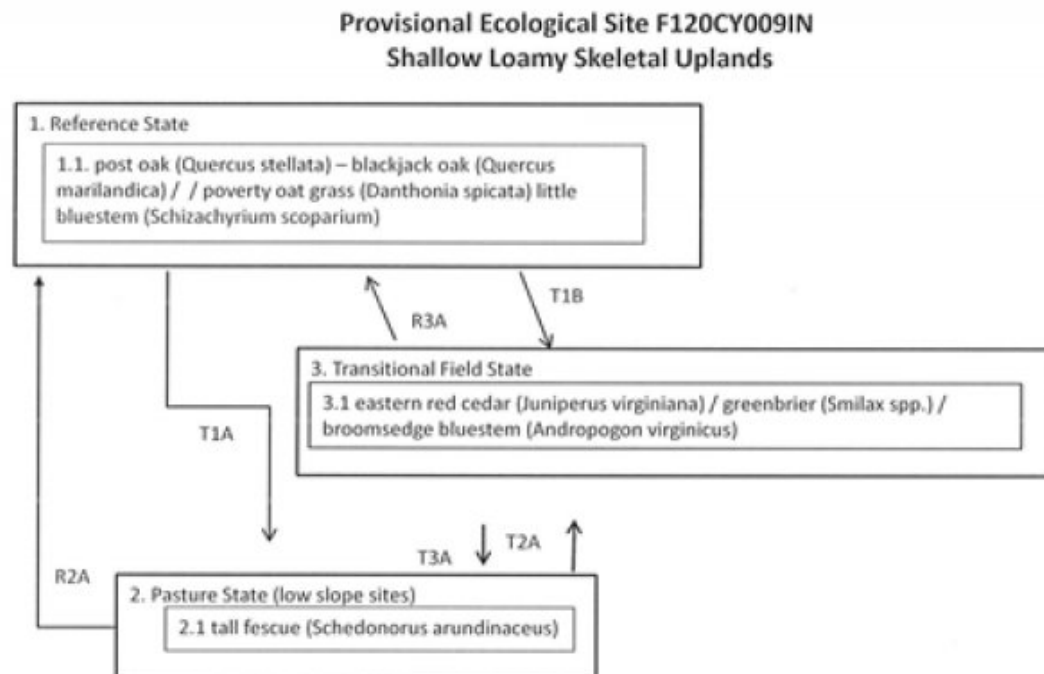 Provisional Ecological Site F120CY009IN
Shallow Loamy Skeletal Uplands
1. Reference State
1.1. post oak (Quercus stellata) – blackjack oak (Quercus
marilandica) / / poverty oat grass (Danthonia spicata) little
bluestem (Schizachyrium scoparium)
T1B
R3A
3. Transitional Field State
3.1 eastern red cedar (Juniperus virginiana) / greenbrier (Smilax spp.) /
broomsedge bluestem (Andropogon virginicus)
T1A
T3A
T2A
R2A
2. Pasture State (low slope sites)
2.1 tall fescue (Schedonorus arundinaceus)